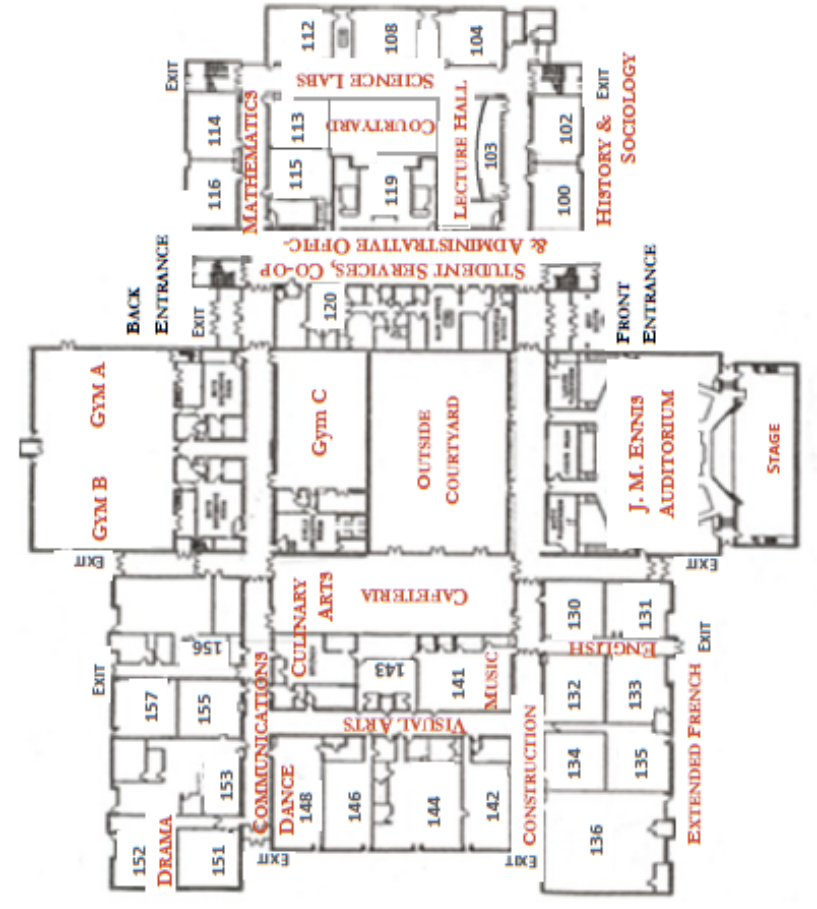 112
108
104
EXIT
SCIENCE LABS
EXIT
114
MATHEMATICS
113
COURTYARD
LECTURE HALL
102
HISTORY &
SOCIOLOGY
116
115
119
103
100
STUDENT SERVICES, CO-OP
& ADMINISTRATIVE OFFIC-
BACK
ENTRANCE
EXIT
120
FRONT
ENTRANCE
GYM A
GYM B
GYM C
OUTSIDE
COURTYARD
J. M. ENNIS
AUDITORIUM
STAGE
EXIT
EXIT
CAFETERIA
CULINARY
ARTS
130
131
ENGLISH
EXIT
EXIT
156
143
141
MUSIC
132
133
157
155
COMMUNICATIONS
VISUAL ARTS
CONSTRUCTION
134
135
EXTENDED FRENCH
153
DANCE
148
146
144
142
136
152
DRAMA
151
EXIT
EXIT